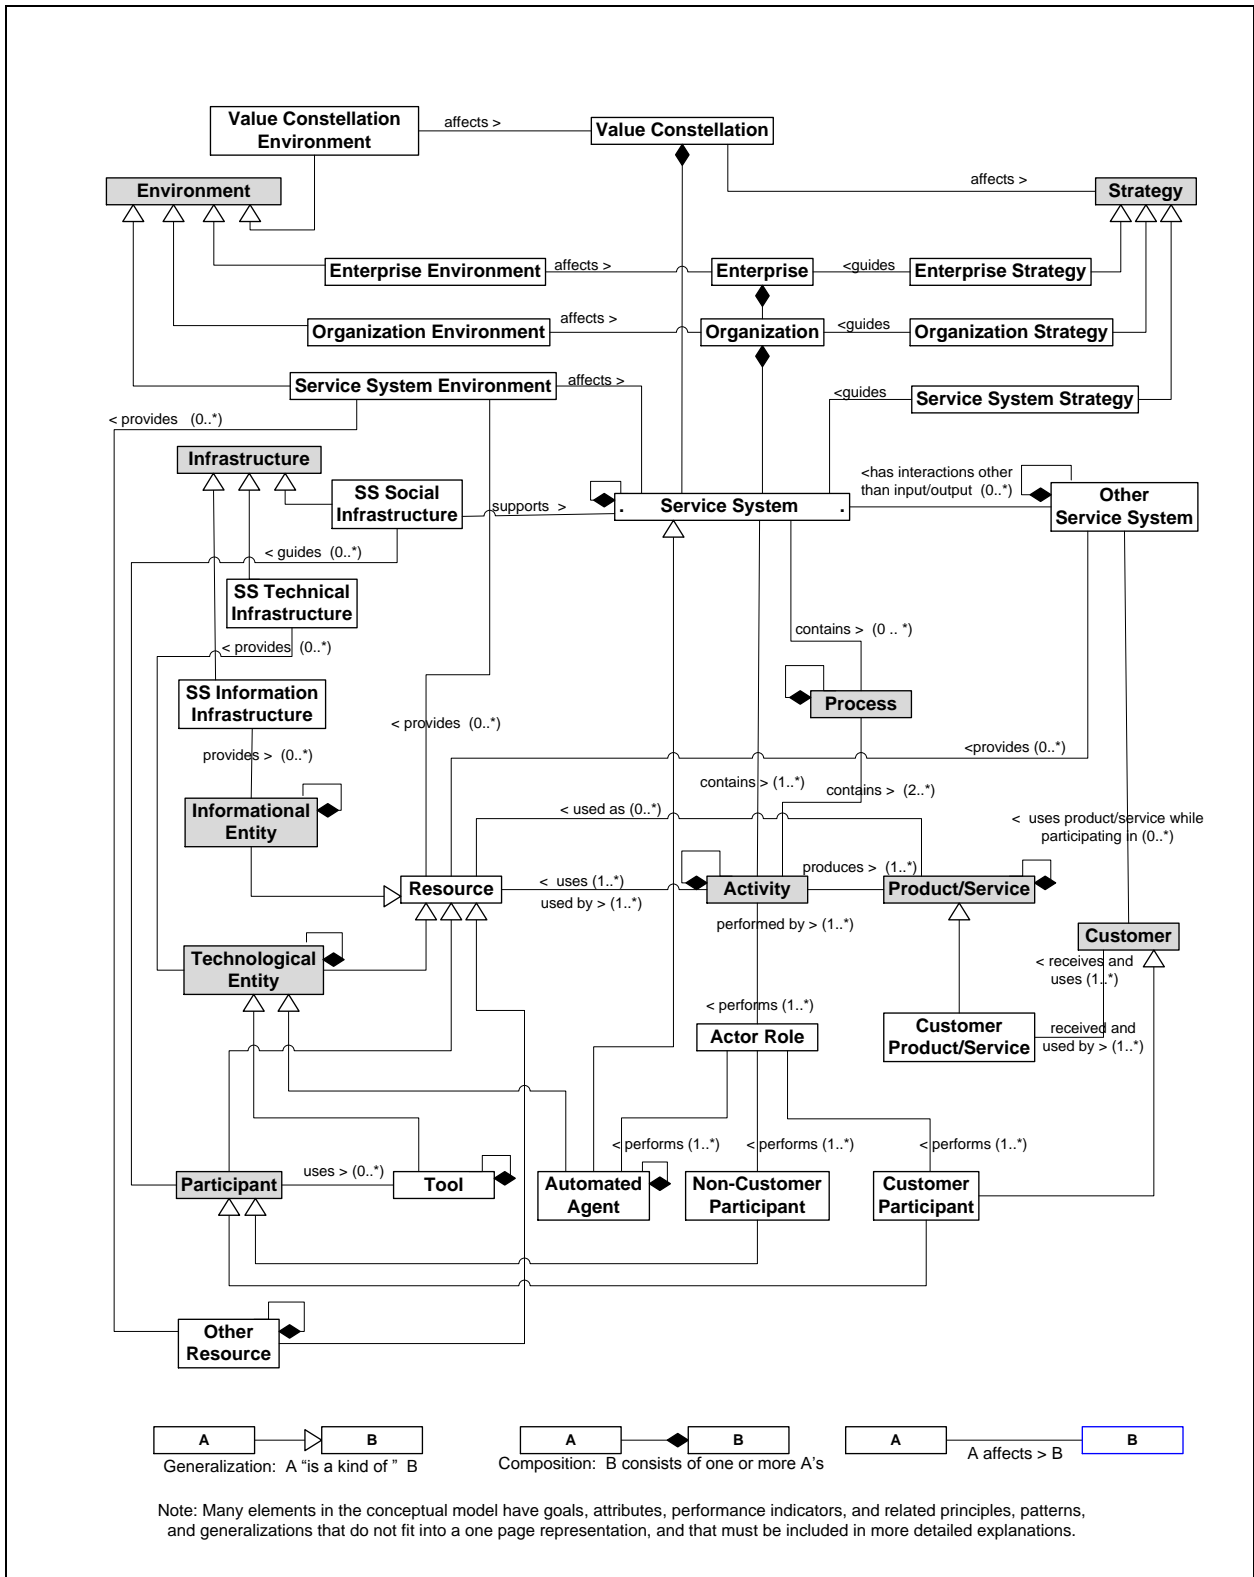 Value Constellation
Environment
affects >
Value Constellation
Environment
affects >
Strategy
Enterprise Environment
affects >
Enterprise
<guides
Enterprise Strategy
Organization Environment
affects >
Organization
<guides
Organization Strategy
Service System Environment
affects >
<guides
Service System Strategy
< provides (0..*)
Infrastructure
SS Social
Infrastructure
supports >
. Service System .
<has interactions other
than input/output (0..*)
Other
Service System
< guides (0..*)
SS Technical
Infrastructure
< provides (0..*)
contains > (0 .. *)
SS Information
Infrastructure
Process
< provides (0..*)
provides > (0..*)
<provides (0..*)
contains > (1..*)
contains > (2..*)
Informational
Entity
< used as (0..*)
< uses product/service while
participating in (0..*)
Resource
< uses (1..*)
used by > (1..*)
Activity
produces > (1..*)
Product/Service
performed by > (1..*)
Customer
Technological
Entity
< receives and
uses (1..*)
< performs (1..*)
Actor Role
Customer
Product/Service
received and
used by > (1..*)
< performs (1..*)
< performs (1..*)
< performs (1..*)
Participant
uses > (0..*)
Tool
Automated
Agent
Non-Customer
Participant
Customer
Participant
Other
Resource
A
B
Generalization: A “is a kind of ” B
A
B
Composition: B consists of one or more A's
A
B
A affects > B
Note: Many elements in the conceptual model have goals, attributes, performance indicators, and related principles, patterns,
and generalizations that do not fit into a one page representation, and that must be included in more detailed explanations.